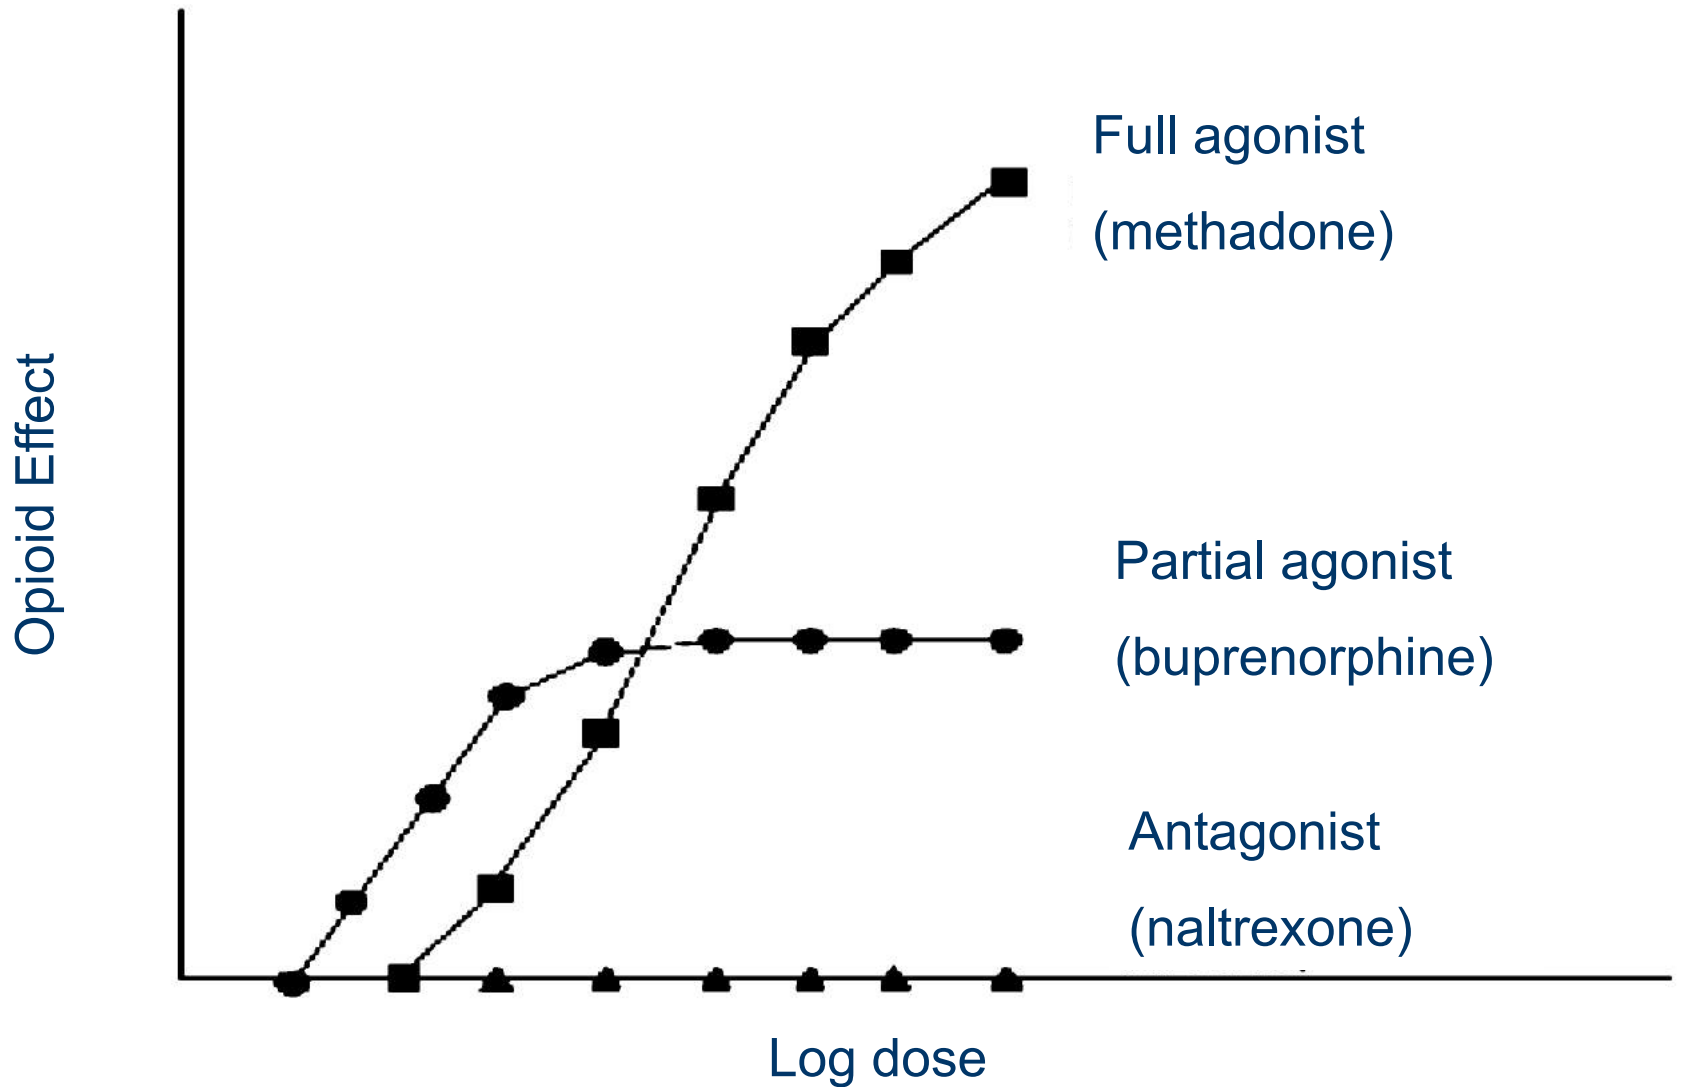 Full agonist
(methadone)
Opioid Effect
Partial agonist
(buprenorphine)
Antagonist
(naltrexone)
Log dose